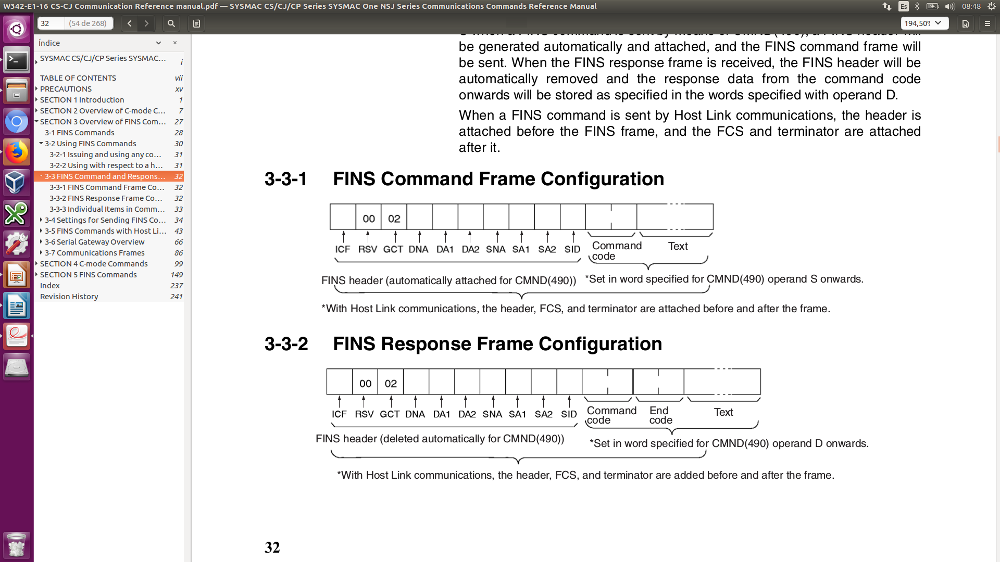 W342-E1-16 CS-CJ Communication Reference manual.pdf — SYSMAC CS/CJ/CP Series SYSMAC One NSJ Series Communications Commands Reference Manual
Es
08:48
32
(54 de 268)
194,50%
Índice
SYSMAC CS/CJ/CP Series SYSMAC... i
TABLE OF CONTENTS vii
PRECAUTIONS xv
SECTION 1 Introduction 1
SECTION 2 Overview of C-mode C... 7
SECTION 3 Overview of FINS Com... 27
3-1 FINS Commands 28
3-2 Using FINS Commands 30
3-2-1 Issuing and using any co... 31
3-2-2 Using with respect to a h... 31
3-3 FINS Command and Respons... 32
3-3-1 FINS Command Frame Co... 32
3-3-2 FINS Response Frame Co... 32
3-3-3 Individual Items in Comm... 33
3-4 Settings for Sending FINS Co... 34
3-5 FINS Commands with Host Li... 43
3-6 Serial Gateway Overview 66
3-7 Communications Frames 86
SECTION 4 C-mode Commands 99
SECTION 5 FINS Commands 149
Index 237
Revision History 241
be generated automatically and attached, and the FINS command frame will
be sent. When the FINS response frame is received, the FINS header will be
automatically removed and the response data from the command code
onwards will be stored as specified in the words specified with operand D.
When a FINS command is sent by Host Link communications, the header is
attached before the FINS frame, and the FCS and terminator are attached
after it.
3-3-1 FINS Command Frame Configuration
00 02
ICF RSV GCT DNA DA1 DA2 SNA SA1 SA2 SID
Command
code
Text
FINS header (automatically attached for CMND(490))
*Set in word specified for CMND(490) operand S onwards.
*With Host Link communications, the header, FCS, and terminator are attached before and after the frame.
3-3-2 FINS Response Frame Configuration
00 02
ICF RSV GCT DNA DA1 DA2 SNA SA1 SA2 SID
Command
code
End
code
Text
FINS header (deleted automatically for CMND(490))
*Set in word specified for CMND(490) operand D onwards.
*With Host Link communications, the header, FCS, and terminator are added before and after the frame.
32